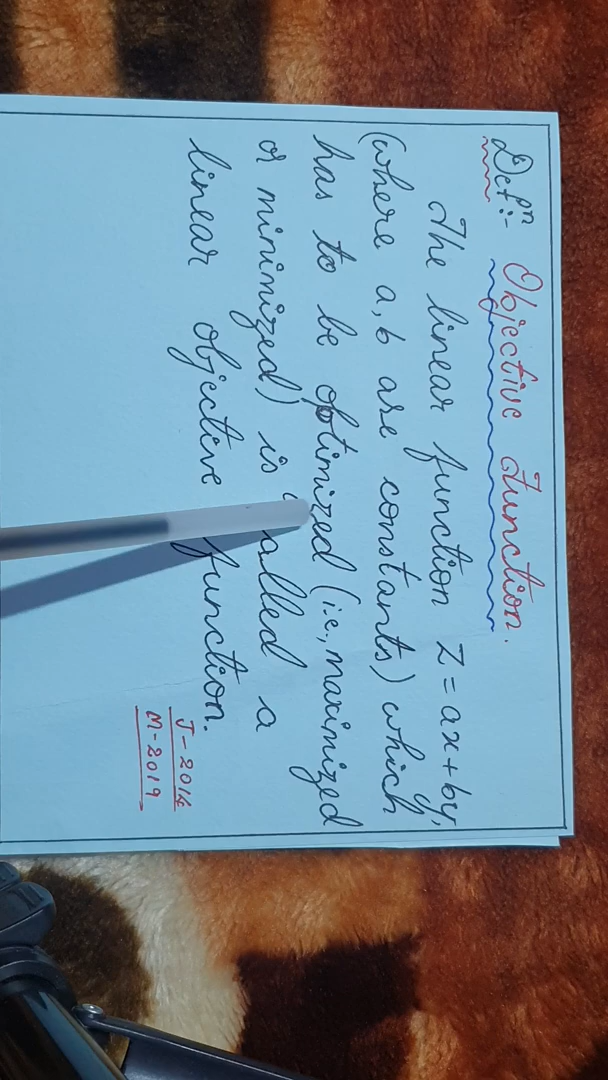 Defⁿ:- Objective Function.
The linear function Z = ax + by,
(where a, b are constants) which
has to be optimized (i.e., maximized
or minimized) is called a
linear objective function.
J-2016
M-2019